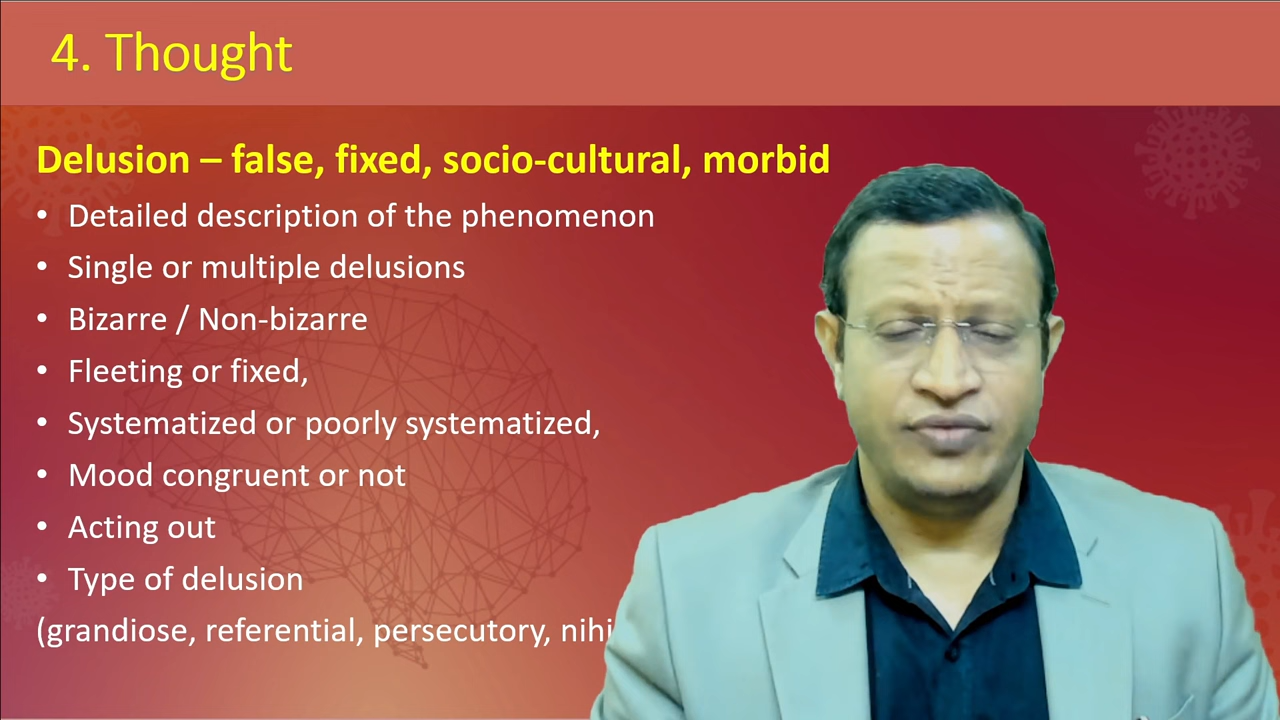 4. Thought
Delusion – false, fixed, socio-cultural, morbid
• Detailed description of the phenomenon
• Single or multiple delusions
• Bizarre / Non-bizarre
• Fleeting or fixed,
• Systematized or poorly systematized,
• Mood congruent or not
• Acting out
• Type of delusion
(grandiose, referential, persecutory,